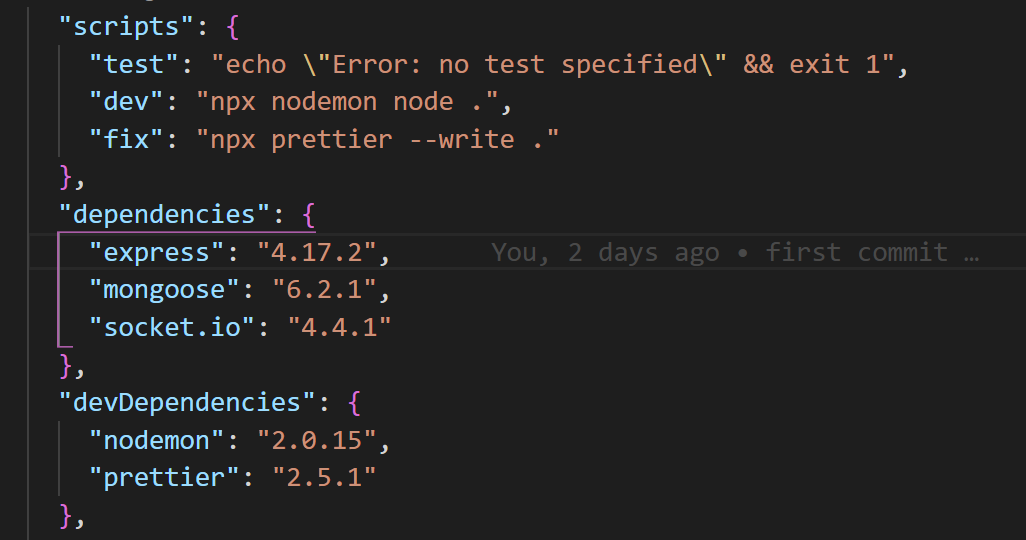 "scripts": {
"test": "echo \"Error: no test specified\" && exit 1",
"dev": "npx nodemon node .",
"fix": "npx prettier --write ."
},
"dependencies": {
"express": "4.17.2", You, 2 days ago • first commit …
"mongoose": "6.2.1",
"socket.io": "4.4.1"
},
"devDependencies": {
"nodemon": "2.0.15",
"prettier": "2.5.1"
},